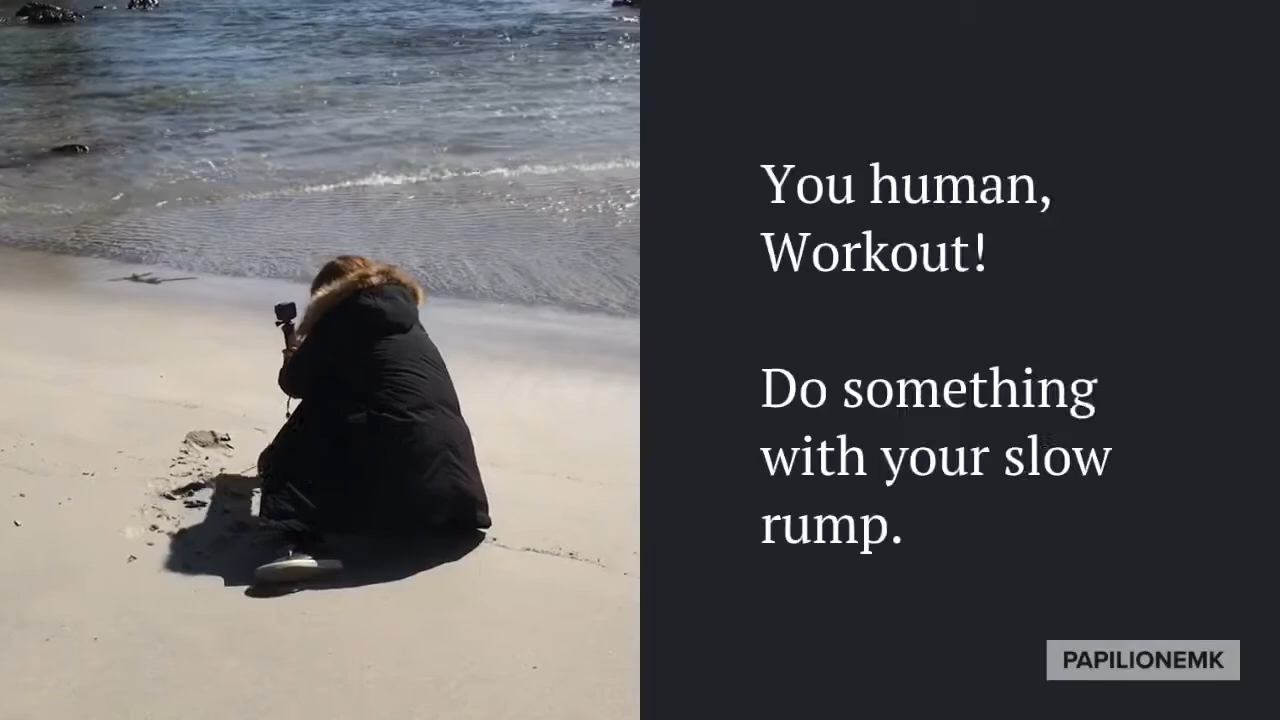 You human,
Workout!
Do something
with your slow
rump.
PAPILIONEMK